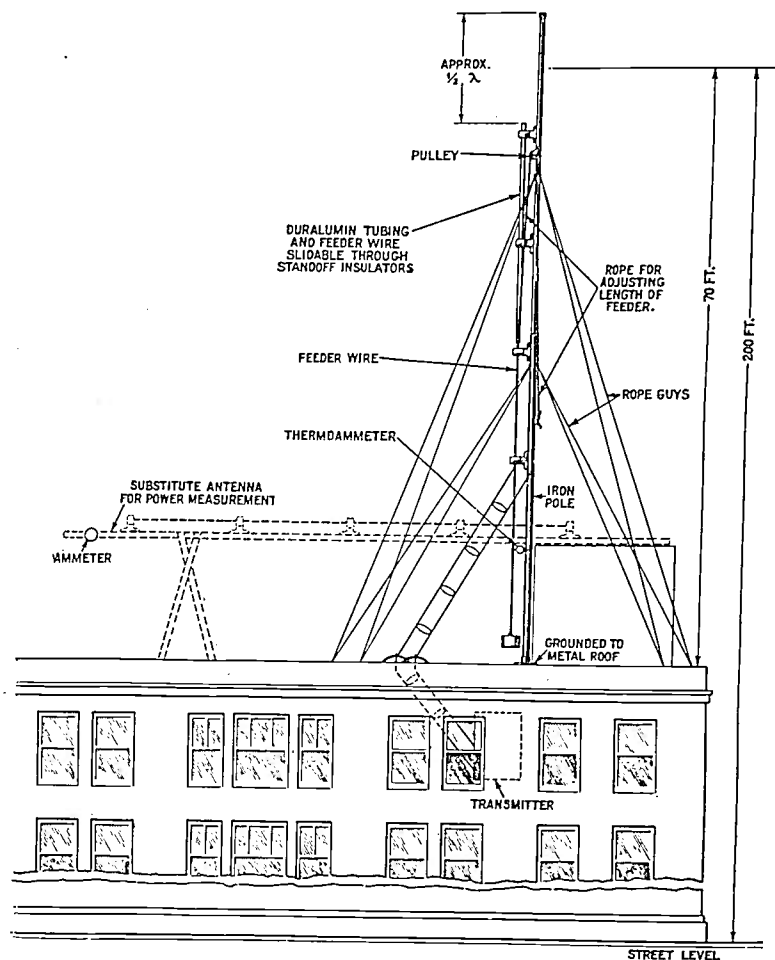 APPROX.
½ λ
PULLEY
DURALUMIN TUBING
AND FEEDER WIRE
SLIDABLE THROUGH
STANDOFF INSULATORS
ROPE FOR
ADJUSTING
LENGTH OF
FEEDER.
70 FT.
200 FT.
FEEDER WIRE
ROPE GUYS
THERMOAMMETER
SUBSTITUTE ANTENNA
FOR POWER MEASUREMENT
IRON
POLE
AMMETER
GROUNDED TO
METAL ROOF
TRANSMITTER
STREET LEVEL